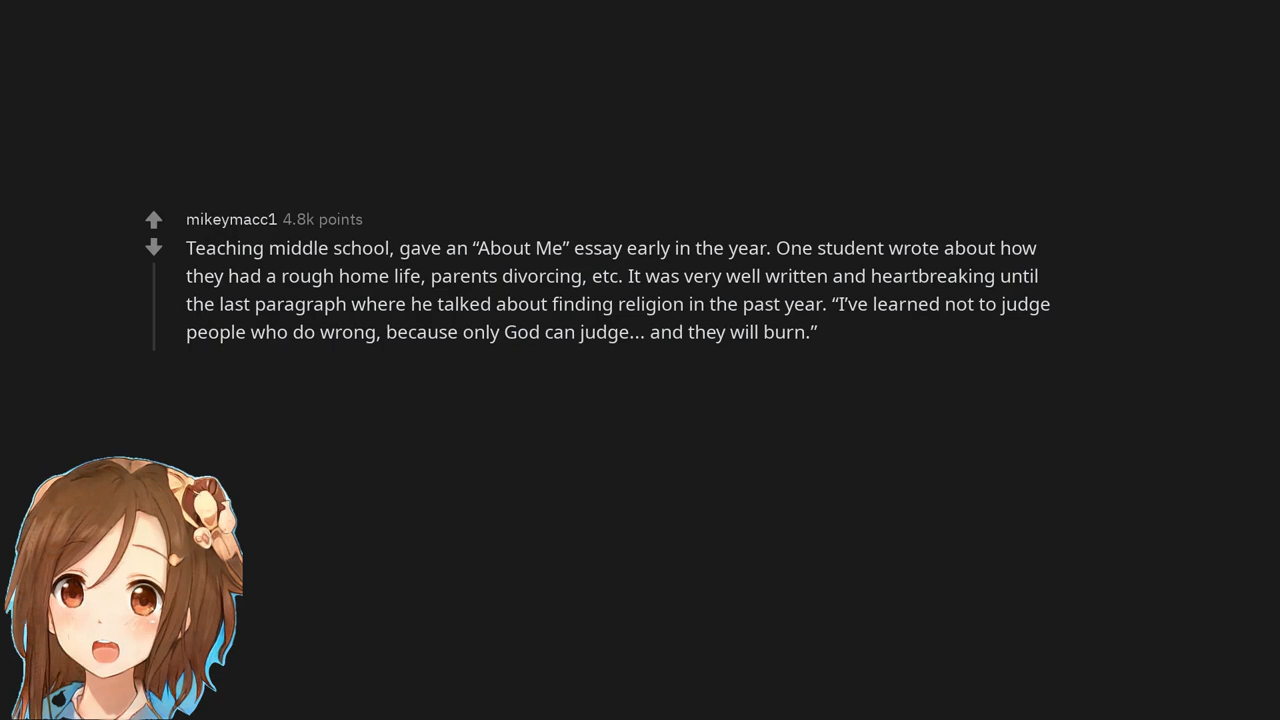 mikeymacc1 4.8k points
Teaching middle school, gave an “About Me” essay early in the year. One student wrote about how
they had a rough home life, parents divorcing, etc. It was very well written and heartbreaking until
the last paragraph where he talked about finding religion in the past year. “I’ve learned not to judge
people who do wrong, because only God can judge... and they will burn.”